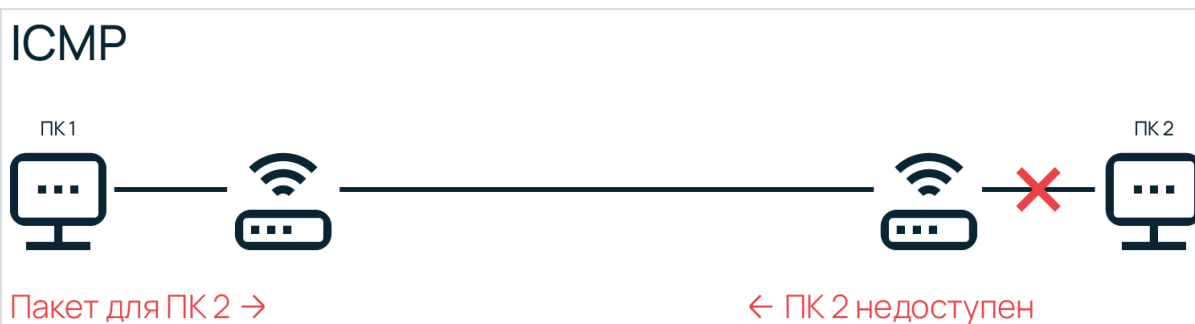 ICMP
ПК 1
ПК 2
Пакет для ПК 2 →
← ПК 2 недоступен